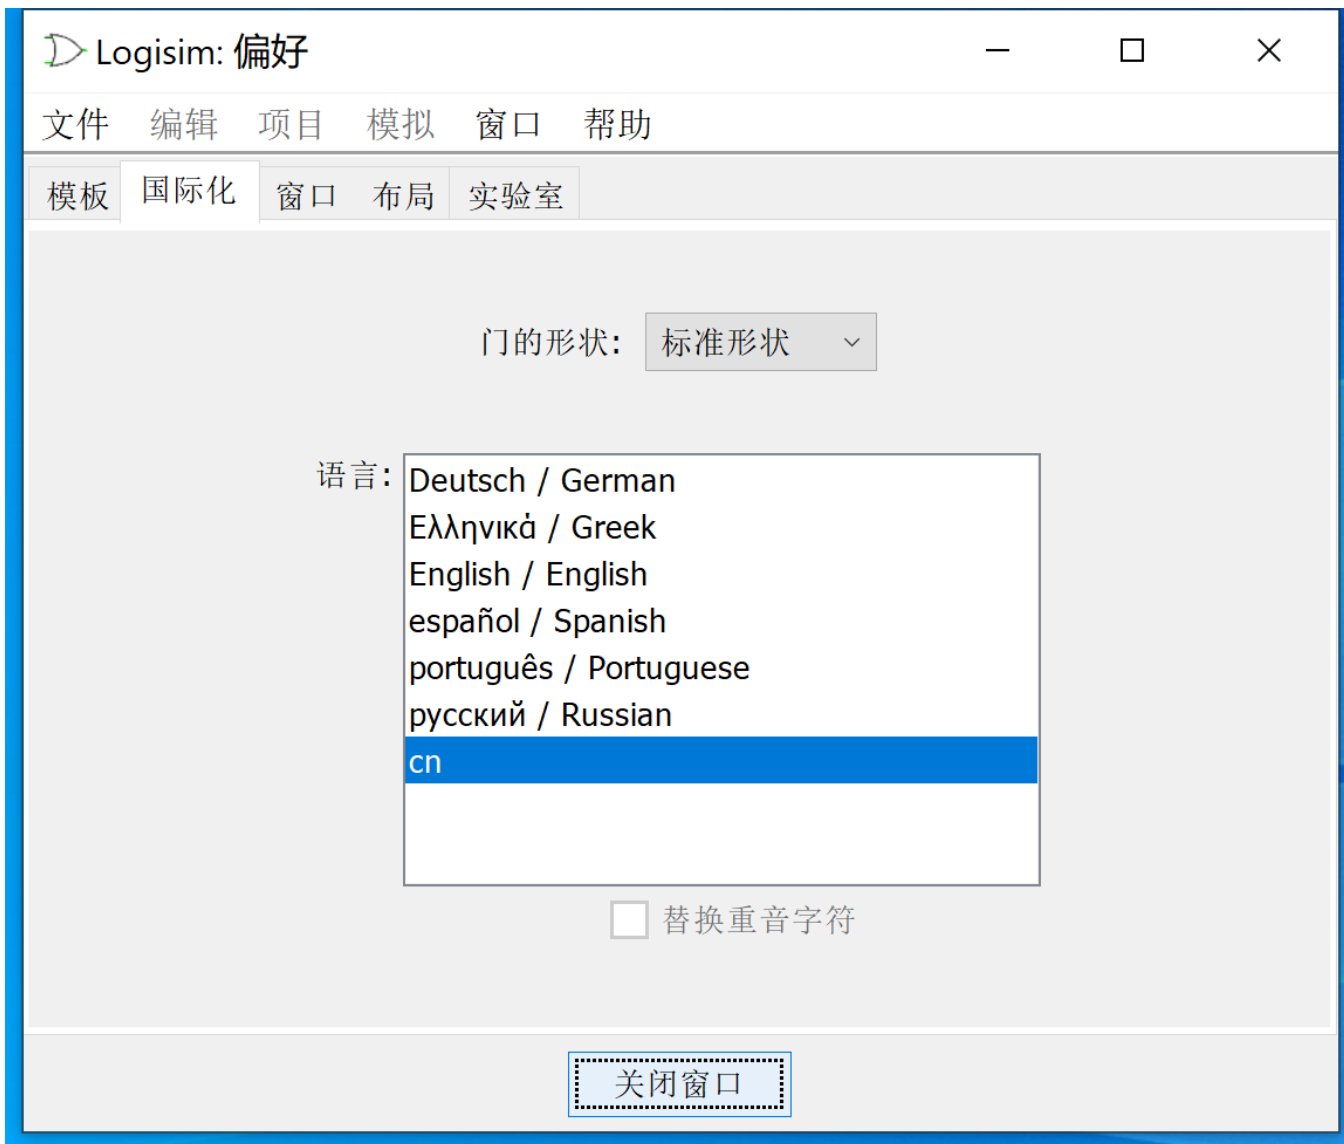 Logisim: 偏好
文件 编辑 项目 模拟 窗口 帮助
模板 国际化 窗口 布局 实验室
门的形状: 标准形状
语言:
Deutsch / German
Ελληνικά / Greek
English / English
español / Spanish
português / Portuguese
русский / Russian
cn
替换重音字符
关闭窗口